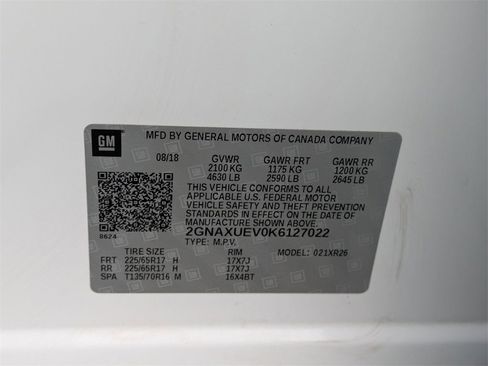 GM
MFD BY GENERAL MOTORS OF CANADA COMPANY
08/18 GVWR GAWR FRT GAWR RR
2100 KG 1175 KG 1200 KG
4630 LB 2590 LB 2645 LB
THIS VEHICLE CONFORMS TO ALL
APPLICABLE U.S. FEDERAL MOTOR
VEHICLE SAFETY AND THEFT PREVENTION
STANDARDS IN EFFECT ON THE DATE OF
MANUFACTURE SHOWN ABOVE.
8624 2GNAXUEV0K6127022
TYPE: M.P.V.
TIRE SIZE RIM MODEL: 021XR26
FRT 225/65R17 H 17X7J
RR 225/65R17 H 17X7J
SPA T135/70R16 M 16X4BT